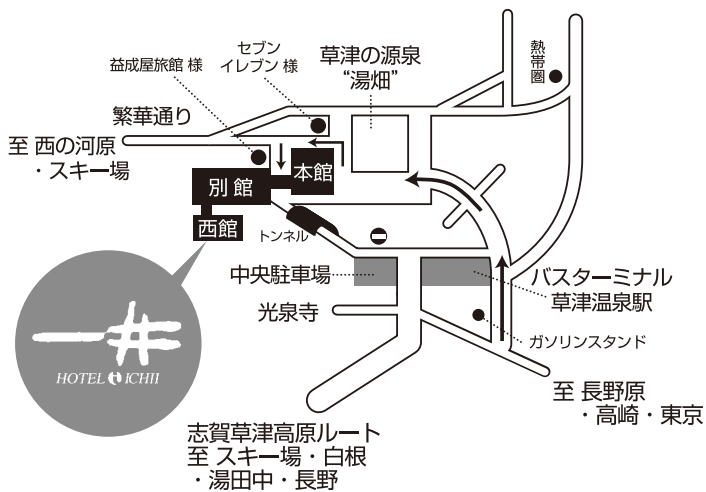 熱帯圏
セブン
イレブン 様
草津の源泉
“湯畑”
益成屋旅館 様
繁華通り
至 西の河原
・スキー場
本館
別館
西館
トンネル
中央駐車場
バスターミナル
草津温泉駅
光泉寺
ガソリンスタンド
一井
HOTEL ICHII
至 長野原
・高崎・東京
志賀草津高原ルート
至 スキー場・白根
・湯田中・長野